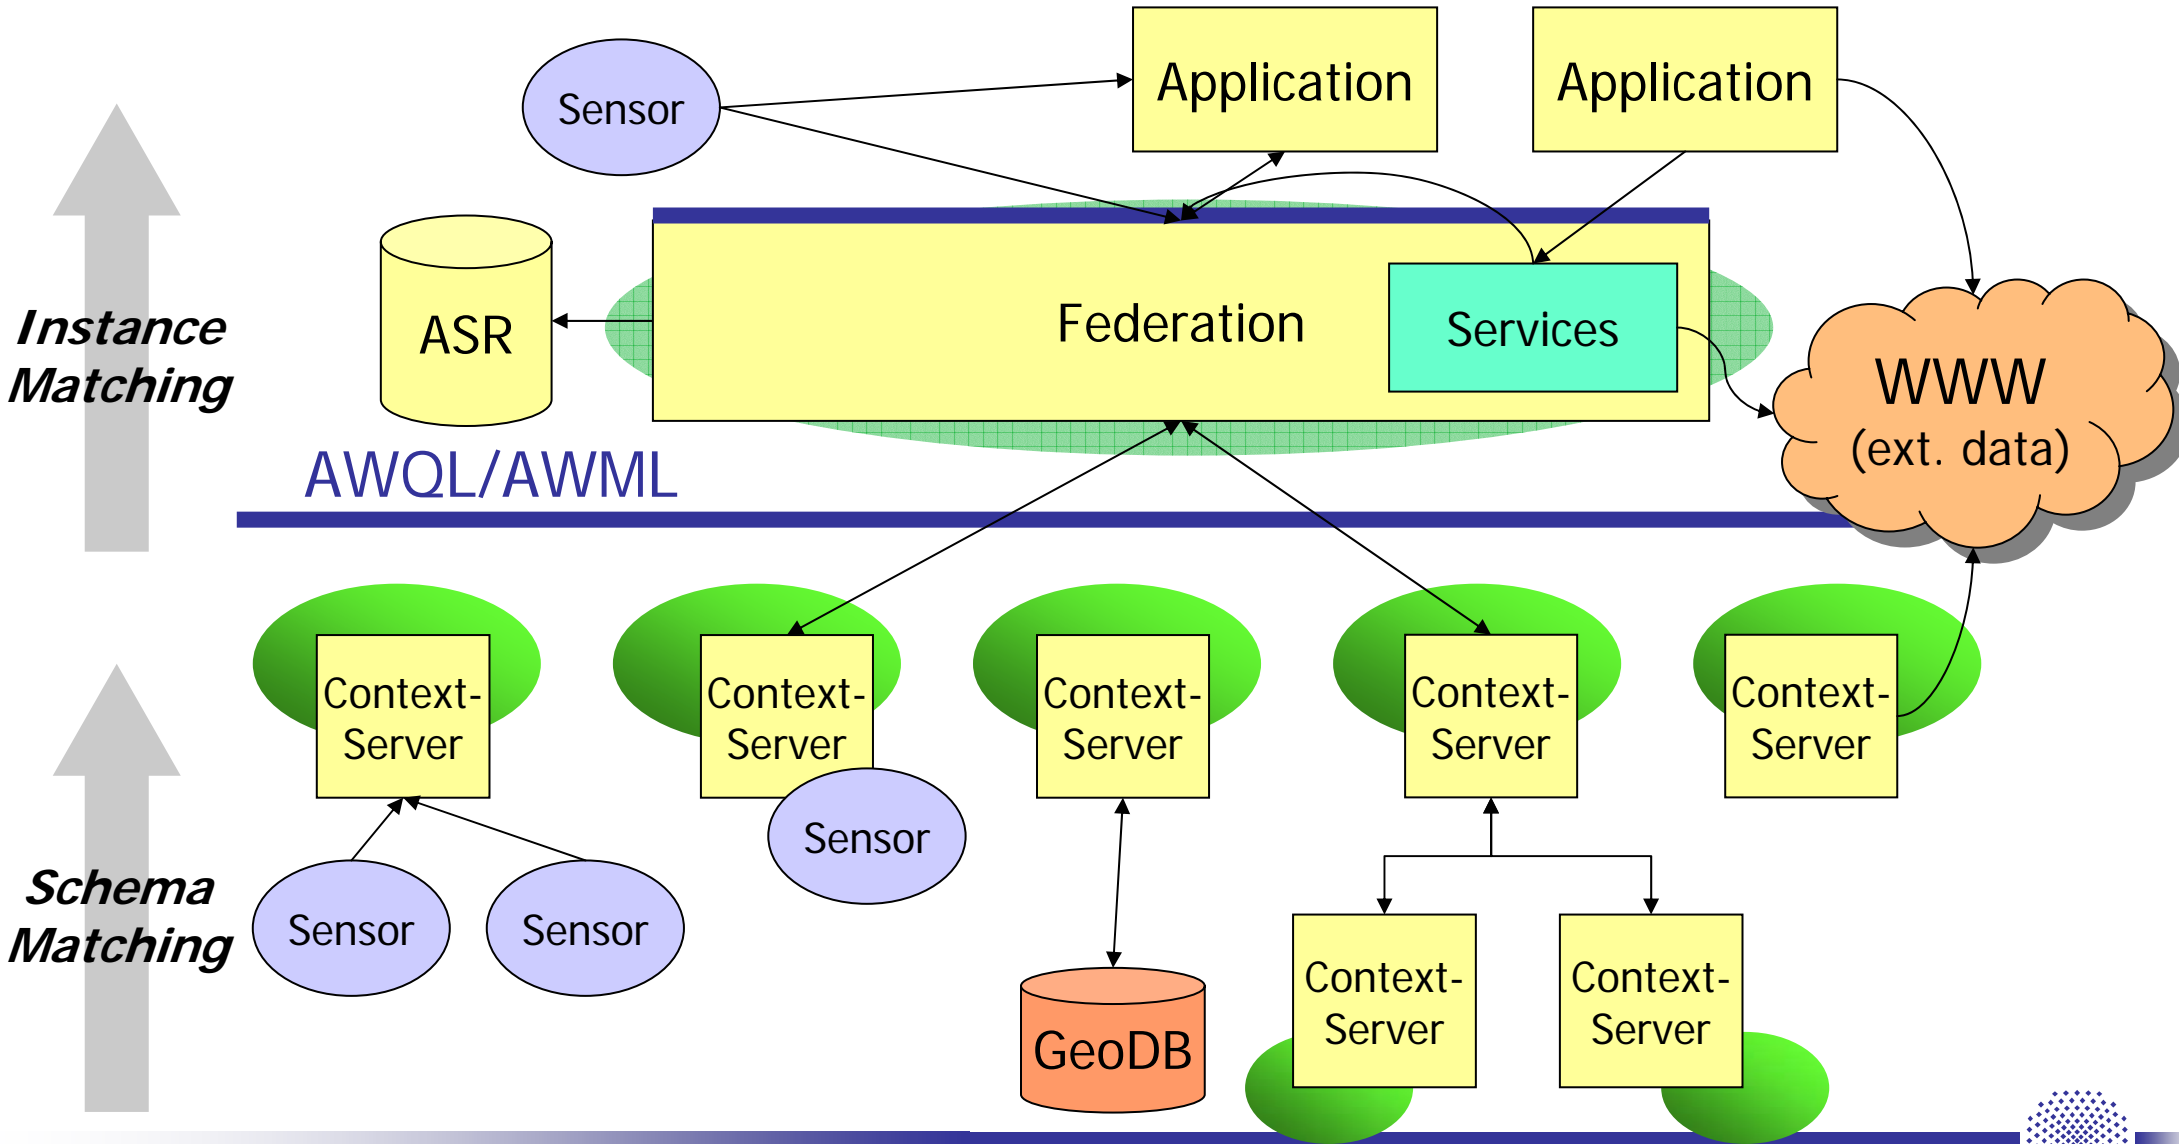 Application
Application
Sensor
ASR
Federation
Services
Instance
Matching
WWW
(ext. data)
AWQL/AWML
Context-
Server
Context-
Server
Context-
Server
Context-
Server
Context-
Server
Sensor
Schema
Matching
Sensor
Sensor
GeoDB
Context-
Server
Context-
Server